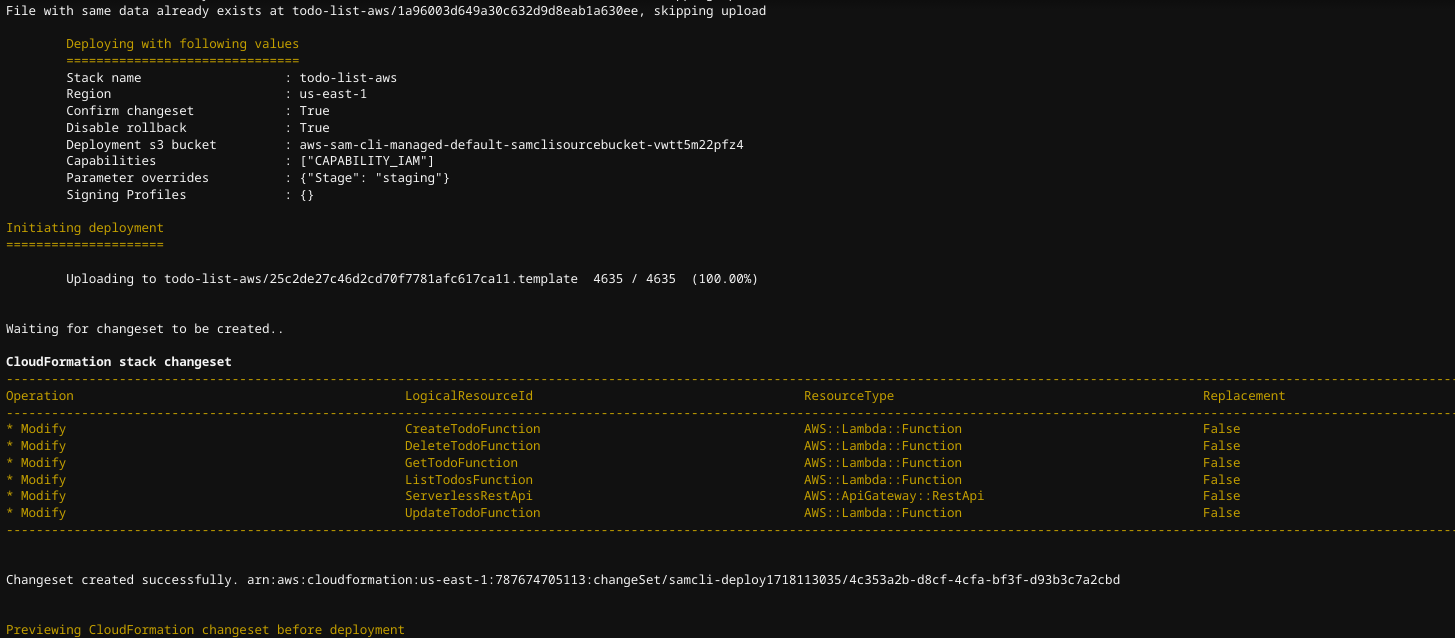 File with same data already exists at todo-list-aws/1a96003d649a30c632d9d8eab1a630ee, skipping upload
Deploying with following values
===============================
Stack name : todo-list-aws
Region : us-east-1
Confirm changeset : True
Disable rollback : True
Deployment s3 bucket : aws-sam-cli-managed-default-samclisourcebucket-vwtt5m22pfz4
Capabilities : ["CAPABILITY_IAM"]
Parameter overrides : {"Stage": "staging"}
Signing Profiles : {}
Initiating deployment
=====================
Uploading to todo-list-aws/25c2de27c46d2cd70f7781afc617ca11.template 4635 / 4635 (100.00%)
Waiting for changeset to be created..
CloudFormation stack changeset
Operation LogicalResourceId ResourceType Replacement
* Modify CreateTodoFunction AWS::Lambda::Function False
* Modify DeleteTodoFunction AWS::Lambda::Function False
* Modify GetTodoFunction AWS::Lambda::Function False
* Modify ListTodosFunction AWS::Lambda::Function False
* Modify ServerlessRestApi AWS::ApiGateway::RestApi False
* Modify UpdateTodoFunction AWS::Lambda::Function False
Changeset created successfully. arn:aws:cloudformation:us-east-1:787674705113:changeSet/samcli-deploy1718113035/4c353a2b-d8cf-4cfa-bf3f-d93b3c7a2cbd
Previewing CloudFormation changeset before deployment